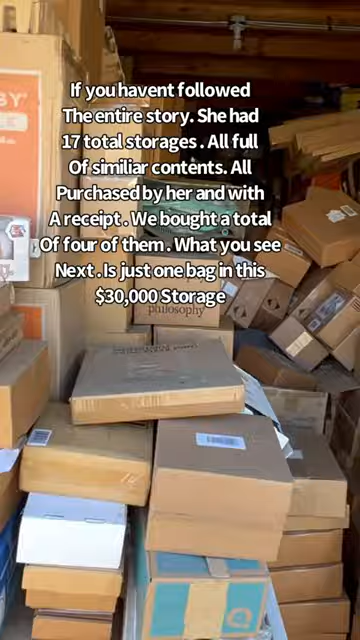 If you havent followed
The entire story. She had
17 total storages . All full
Of similiar contents. All
Purchased by her and with
A receipt . We bought a total
Of four of them . What you see
Next . Is just one bag in this
$30,000 Storage
philosophy